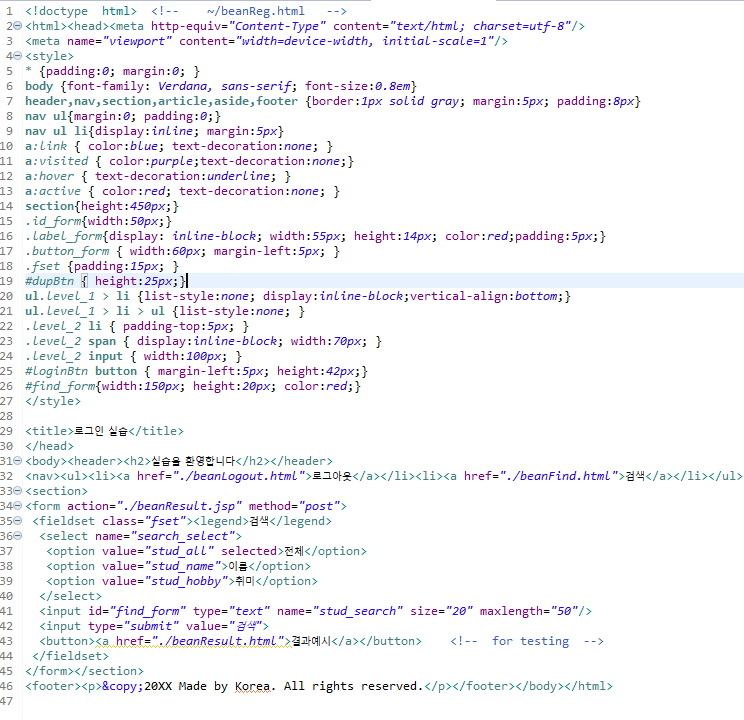 1 <!doctype  html>  <!--    ~/beanReg.html   -->
2 <html><head><meta http-equiv="Content-Type" content="text/html; charset=utf-8"/>
3 <meta name="viewport" content="width=device-width, initial-scale=1"/>
4 <style>
5 * {padding:0; margin:0; }
6 body {font-family: Verdana, sans-serif; font-size:0.8em}
7 header,nav,section,article,aside,footer {border:1px solid gray; margin:5px; padding:8px}
8 nav ul{margin:0; padding:0;}
9 nav ul li{display:inline; margin:5px}
10 a:link { color:blue; text-decoration:none; }
11 a:visited { color:purple;text-decoration:none;}
12 a:hover { text-decoration:underline; }
13 a:active { color:red; text-decoration:none; }
14 section{height:450px;}
15 .id_form{width:50px;}
16 .label_form{display: inline-block; width:55px; height:14px; color:red;padding:5px;}
17 .button_form { width:60px; margin-left:5px; }
18 .fset {padding:15px; }
19 #dupBtn { height:25px;}
20 ul.level_1 > li {list-style:none; display:inline-block;vertical-align:bottom;}
21 ul.level_1 > li > ul {list-style:none; }
22 .level_2 li { padding-top:5px; }
23 .level_2 span { display:inline-block; width:70px; }
24 .level_2 input { width:100px; }
25 #loginBtn button { margin-left:5px; height:42px;}
26 #find_form{width:150px; height:20px; color:red;}
27 </style>
28
29 <title>로그인 실습</title>
30 </head>
31 <body><header><h2>실습을 환영합니다</h2></header>
32 <nav><ul><li><a href="./beanLogout.html">로그아웃</a></li><li><a href="./beanFind.html">검색</a></li></ul>
33 <section>
34 <form action="./beanResult.jsp" method="post">
35  <fieldset class="fset"><legend>검색</legend>
36   <select name="search_select">
37    <option value="stud_all" selected>전체</option>
38    <option value="stud_name">이름</option>
39    <option value="stud_hobby">취미</option>
40   </select>
41   <input id="find_form" type="text" name="stud_search" size="20" maxlength="50"/>
42   <input type="submit" value="검색">
43   <button><a href="./beanResult.html">결과예시</a></button>    <!--  for testing  -->
44  </fieldset>
45 </form></section>
46 <footer><p>&copy;20XX Made by Korea. All rights reserved.</p></footer></body></html>
47